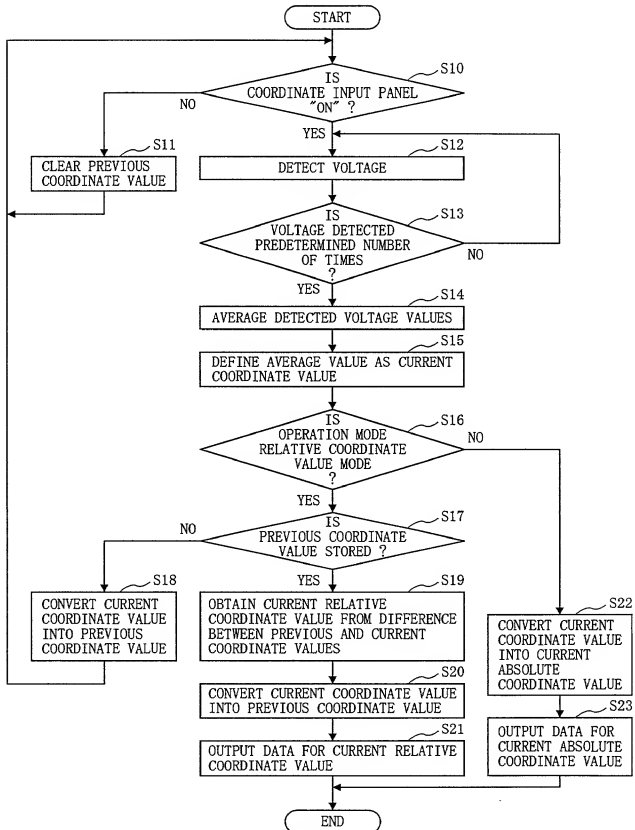 START
S10
IS
COORDINATE INPUT PANEL
"ON" ?
NO
YES
S11
CLEAR PREVIOUS
COORDINATE VALUE
S12
DETECT VOLTAGE
S13
IS
VOLTAGE DETECTED
PREDETERMINED NUMBER
OF TIMES
?
NO
YES
S14
AVERAGE DETECTED VOLTAGE VALUES
S15
DEFINE AVERAGE VALUE AS CURRENT
COORDINATE VALUE
S16
IS
OPERATION MODE
RELATIVE COORDINATE
VALUE MODE
?
NO
YES
S17
IS
PREVIOUS COORDINATE
VALUE STORED ?
NO
YES
S18
CONVERT CURRENT
COORDINATE VALUE
INTO PREVIOUS
COORDINATE VALUE
S19
OBTAIN CURRENT RELATIVE
COORDINATE VALUE FROM DIFFERENCE
BETWEEN PREVIOUS AND CURRENT
COORDINATE VALUES
S20
CONVERT CURRENT COORDINATE VALUE
INTO PREVIOUS COORDINATE VALUE
S21
OUTPUT DATA FOR CURRENT RELATIVE
COORDINATE VALUE
S22
CONVERT CURRENT
COORDINATE VALUE
INTO CURRENT
ABSOLUTE
COORDINATE VALUE
S23
OUTPUT DATA FOR
CURRENT ABSOLUTE
COORDINATE VALUE
END